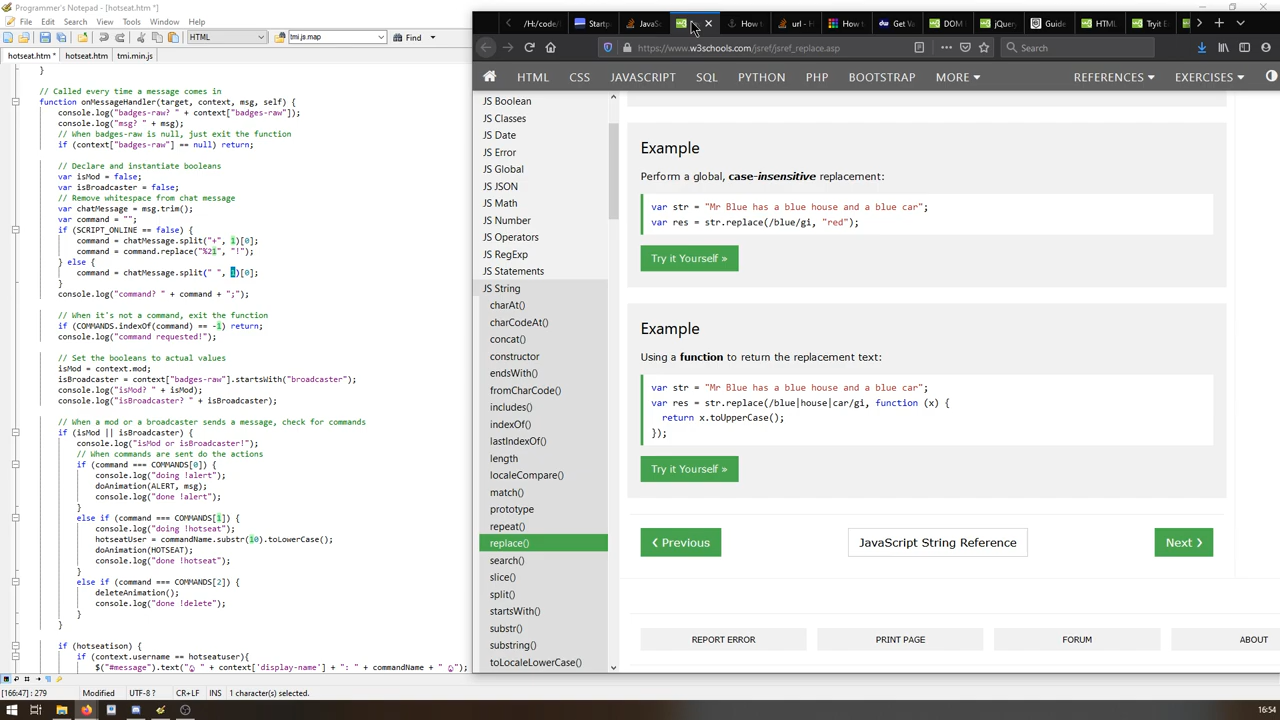 Programmer's Notepad - [hotseat.htm]
File Edit Search View Tools Window Help
HTML
tmi.js.map
hotseat.htm *
hotseat.htm
tmi.min.js
}
// Called every time a message comes in
function onMessageHandler(target, context, msg, self) {
console.log("badges-raw? " + context["badges-raw"]);
console.log("msg? " + msg);
// When badges-raw is null, just exit the function
if (context["badges-raw"] == null) return;
// Declare and instantiate booleans
var isMod = false;
var isBroadcaster = false;
// Remove whitespace from chat message
var chatMessage = msg.trim();
var command = "";
if (SCRIPT_ONLINE == false) {
command = chatMessage.split("+", 1)[0];
command = command.replace("%21", "!");
} else {
command = chatMessage.split(" ", 1)[0];
}
console.log("command? " + command + ";");
// When it's not a command, exit the function
if (COMMANDS.indexOf(command) == -1) return;
console.log("command requested!");
// Set the booleans to actual values
isMod = context.mod;
isBroadcaster = context["badges-raw"].startsWith("broadcaster");
console.log("isMod? " + isMod);
console.log("isBroadcaster? " + isBroadcaster);
// When a mod or a broadcaster sends a message, check for commands
if (isMod || isBroadcaster) {
console.log("isMod or isBroadcaster!");
// When commands are sent do the actions
if (command === COMMANDS[0]) {
console.log("doing !alert");
doAnimation(ALERT, msg);
console.log("done !alert");
}
else if (command === COMMANDS[1]) {
console.log("doing !hotseat");
hotseatUser = commandName.substr(10).toLowerCase();
doAnimation(HOTSEAT);
console.log("done !hotseat");
}
else if (command === COMMANDS[2]) {
deleteAnimation();
console.log("done !delete");
}
}
if (hotseatison) {
if (context.username == hotseatuser){
$("#message").text(" " + context['display-name'] + ": " + commandName + " ");
[166:47] : 279
Modified
UTF-8 ?
CR+LF
INS
1 character(s) selected.
/H:/code/
Startp
JavaSc
How t
url - H
How t
Get Va
DOM E
jQuery
Guide
HTML
Tryit E
https://www.w3schools.com/jsref/jsref_replace.asp
Search
HTML CSS JAVASCRIPT SQL PYTHON PHP BOOTSTRAP MORE REFERENCES EXERCISES
JS Boolean
JS Classes
JS Date
JS Error
JS Global
JS JSON
JS Math
JS Number
JS Operators
JS RegExp
JS Statements
JS String
charAt()
charCodeAt()
concat()
constructor
endsWith()
fromCharCode()
includes()
indexOf()
lastIndexOf()
length
localeCompare()
match()
prototype
repeat()
replace()
search()
slice()
split()
startsWith()
substr()
substring()
toLocaleLowerCase()
Example
Perform a global, case-insensitive replacement:
var str = "Mr Blue has a blue house and a blue car";
var res = str.replace(/blue/gi, "red");
Try it Yourself »
Example
Using a function to return the replacement text:
var str = "Mr Blue has a blue house and a blue car";
var res = str.replace(/blue|house|car/gi, function (x) {
return x.toUpperCase();
});
Try it Yourself »
❮ Previous
JavaScript String Reference
Next ❯
REPORT ERROR
PRINT PAGE
FORUM
ABOUT
16:54